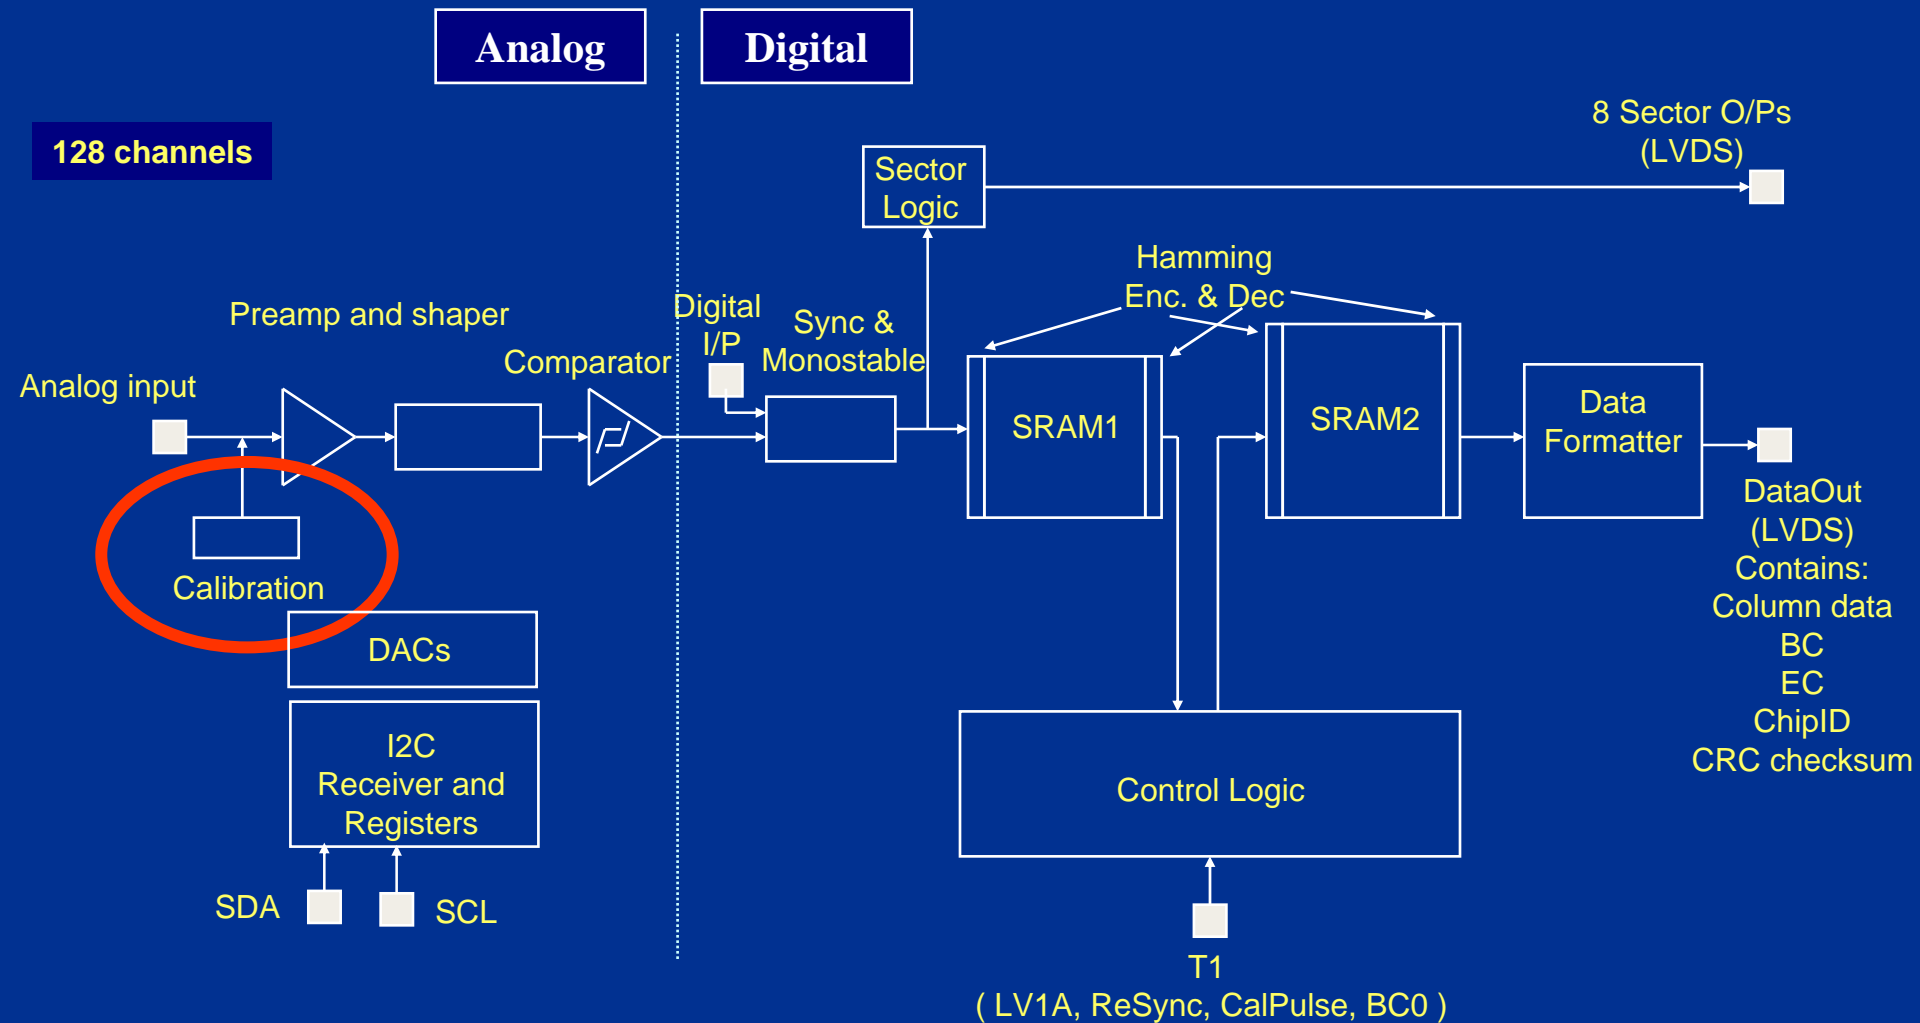 Analog
Digital
128 channels
8 Sector O/Ps
(LVDS)
Sector
Logic
Hamming
Enc. & Dec
Preamp and shaper
Digital
I/P
Sync &
Monostable
Comparator
Analog input
SRAM1
SRAM2
Data
Formatter
DataOut
(LVDS)
Contains:
Column data
BC
EC
ChipID
CRC checksum
Calibration
DACs
I2C
Receiver and
Registers
Control Logic
SDA
SCL
T1
( LV1A, ReSync, CalPulse, BC0 )